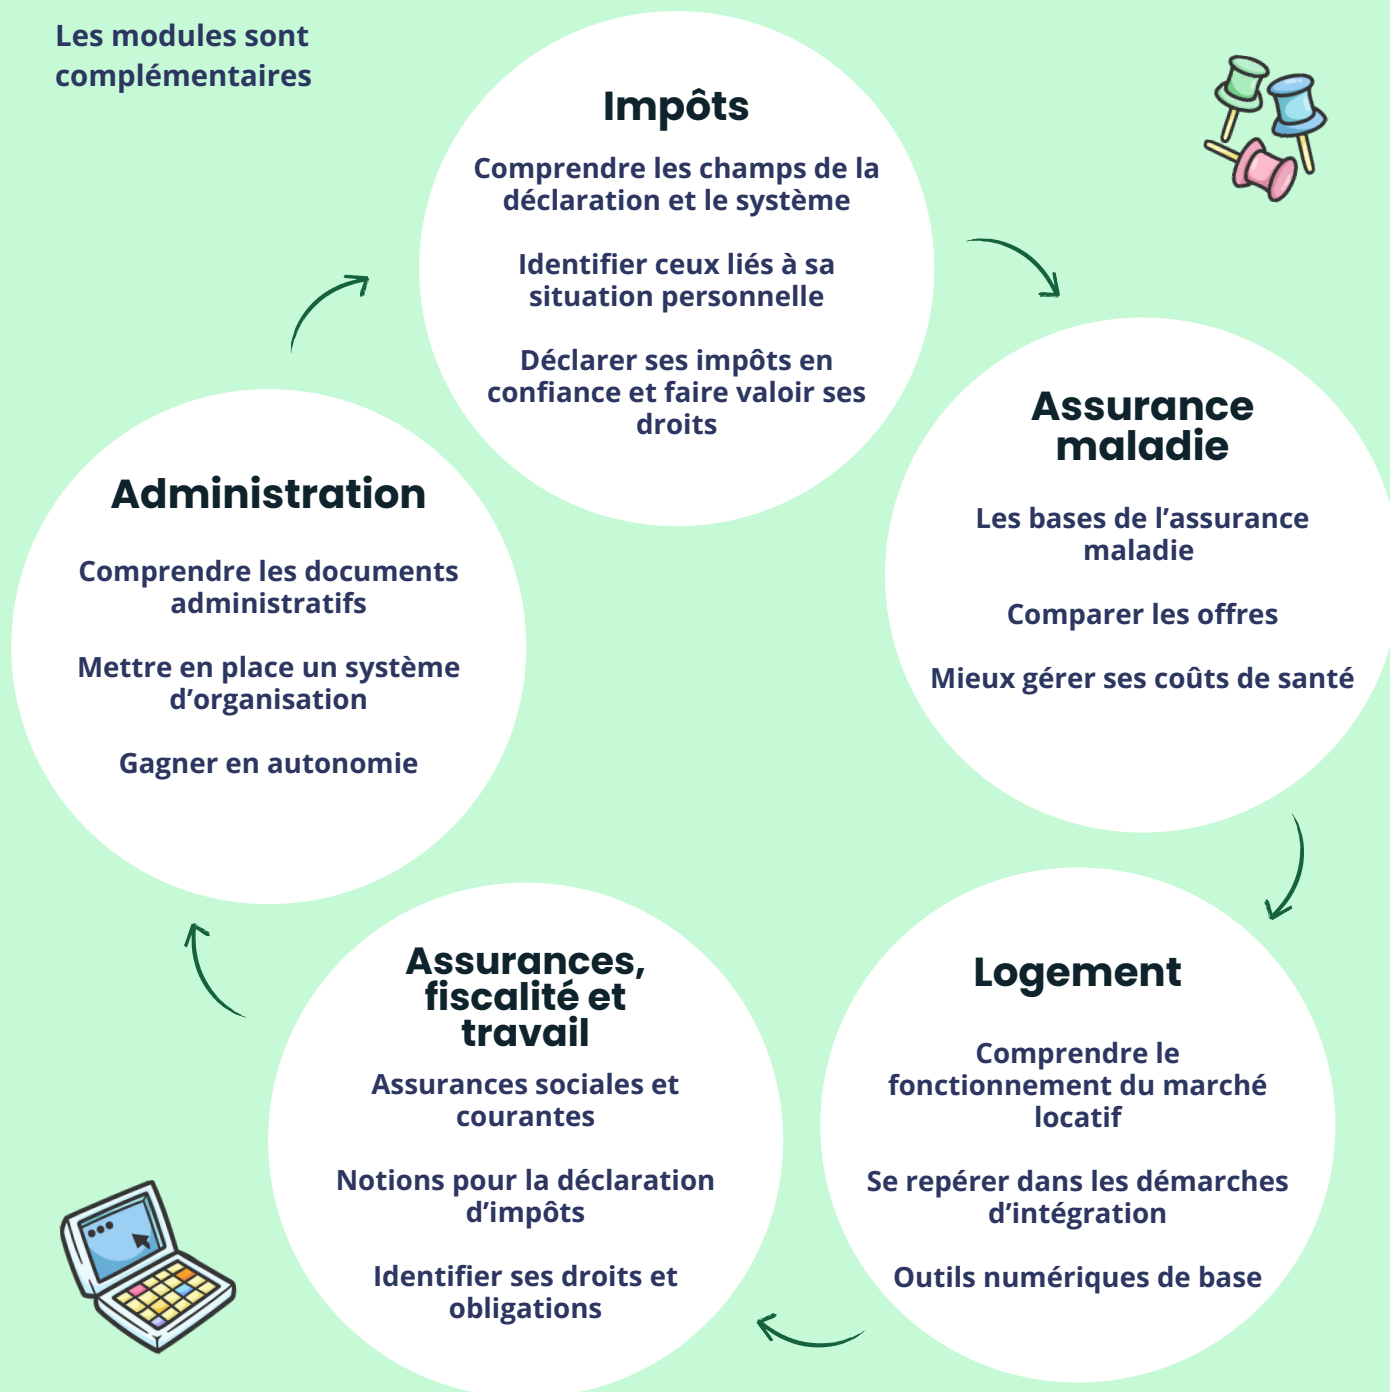 Les modules sont
complémentaires
Impôts
Comprendre les champs de la
déclaration et le système
Identifier ceux liés à sa
situation personnelle
Déclarer ses impôts en
confiance et faire valoir ses
droits
Assurance
maladie
Les bases de l’assurance
maladie
Comparer les offres
Mieux gérer ses coûts de santé
Logement
Comprendre le
fonctionnement du marché
locatif
Se repérer dans les démarches
d’intégration
Outils numériques de base
Assurances,
fiscalité et
travail
Assurances sociales et
courantes
Notions pour la déclaration
d’impôts
Identifier ses droits et
obligations
Administration
Comprendre les documents
administratifs
Mettre en place un système
d’organisation
Gagner en autonomie